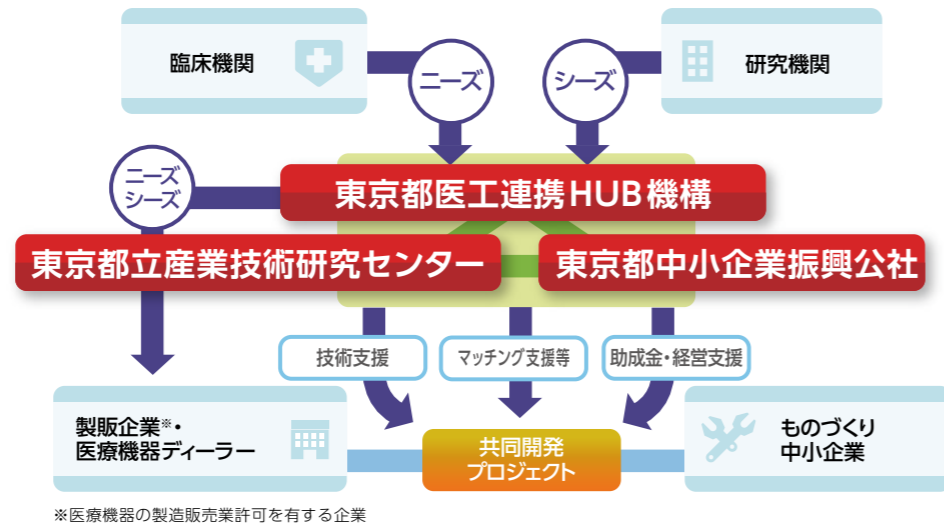 臨床機関
ニーズ
シーズ
研究機関
ニーズ
シーズ
東京都医工連携HUB機構
東京都立産業技術研究センター
東京都中小企業振興公社
技術支援
マッチング支援等
助成金・経営支援
製販企業※・
医療機器ディーラー
共同開発
プロジェクト
ものづくり
中小企業
※医療機器の製造販売業許可を有する企業